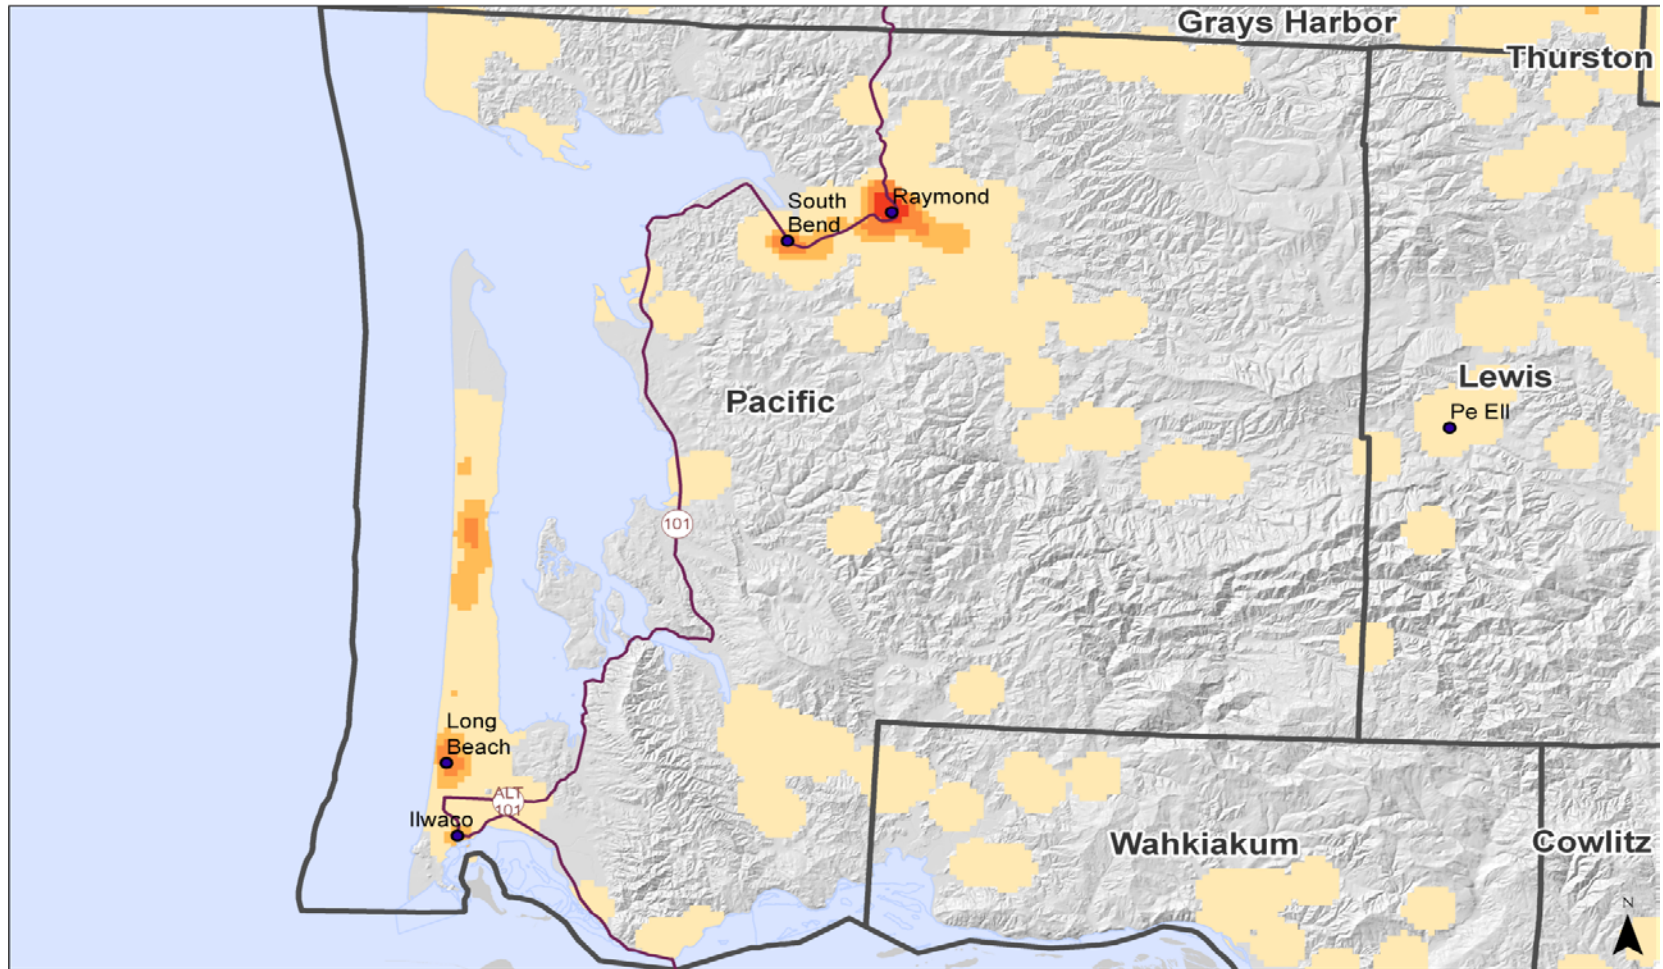 Grays Harbor
Thurston
South
Bend
Raymond
Pacific
Lewis
Pe Ell
101
Long
Beach
ALT
101
Ilwaco
Wahkiakum
Cowlitz
N